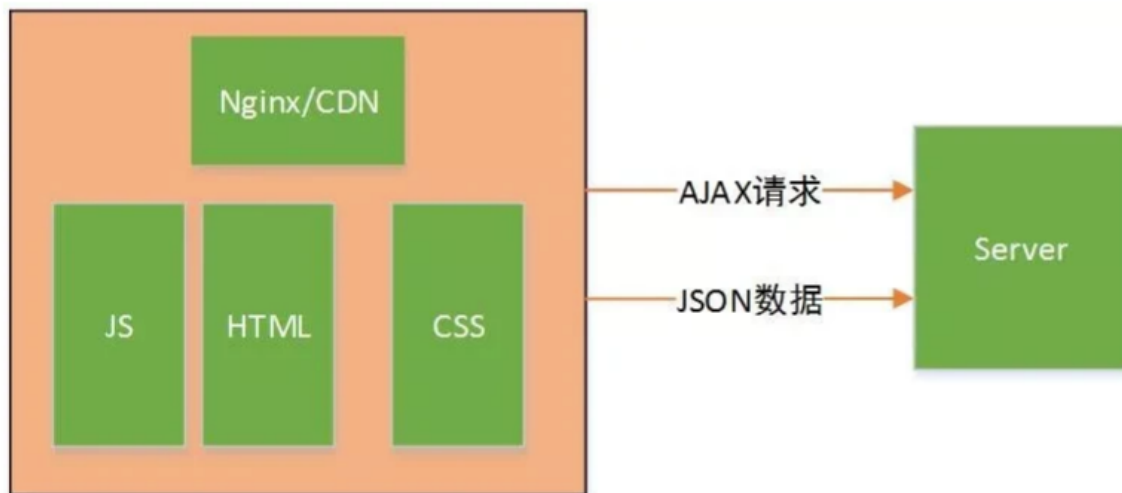 Nginx/CDN
AJAX请求
Server
JSON数据
JS
HTML
CSS